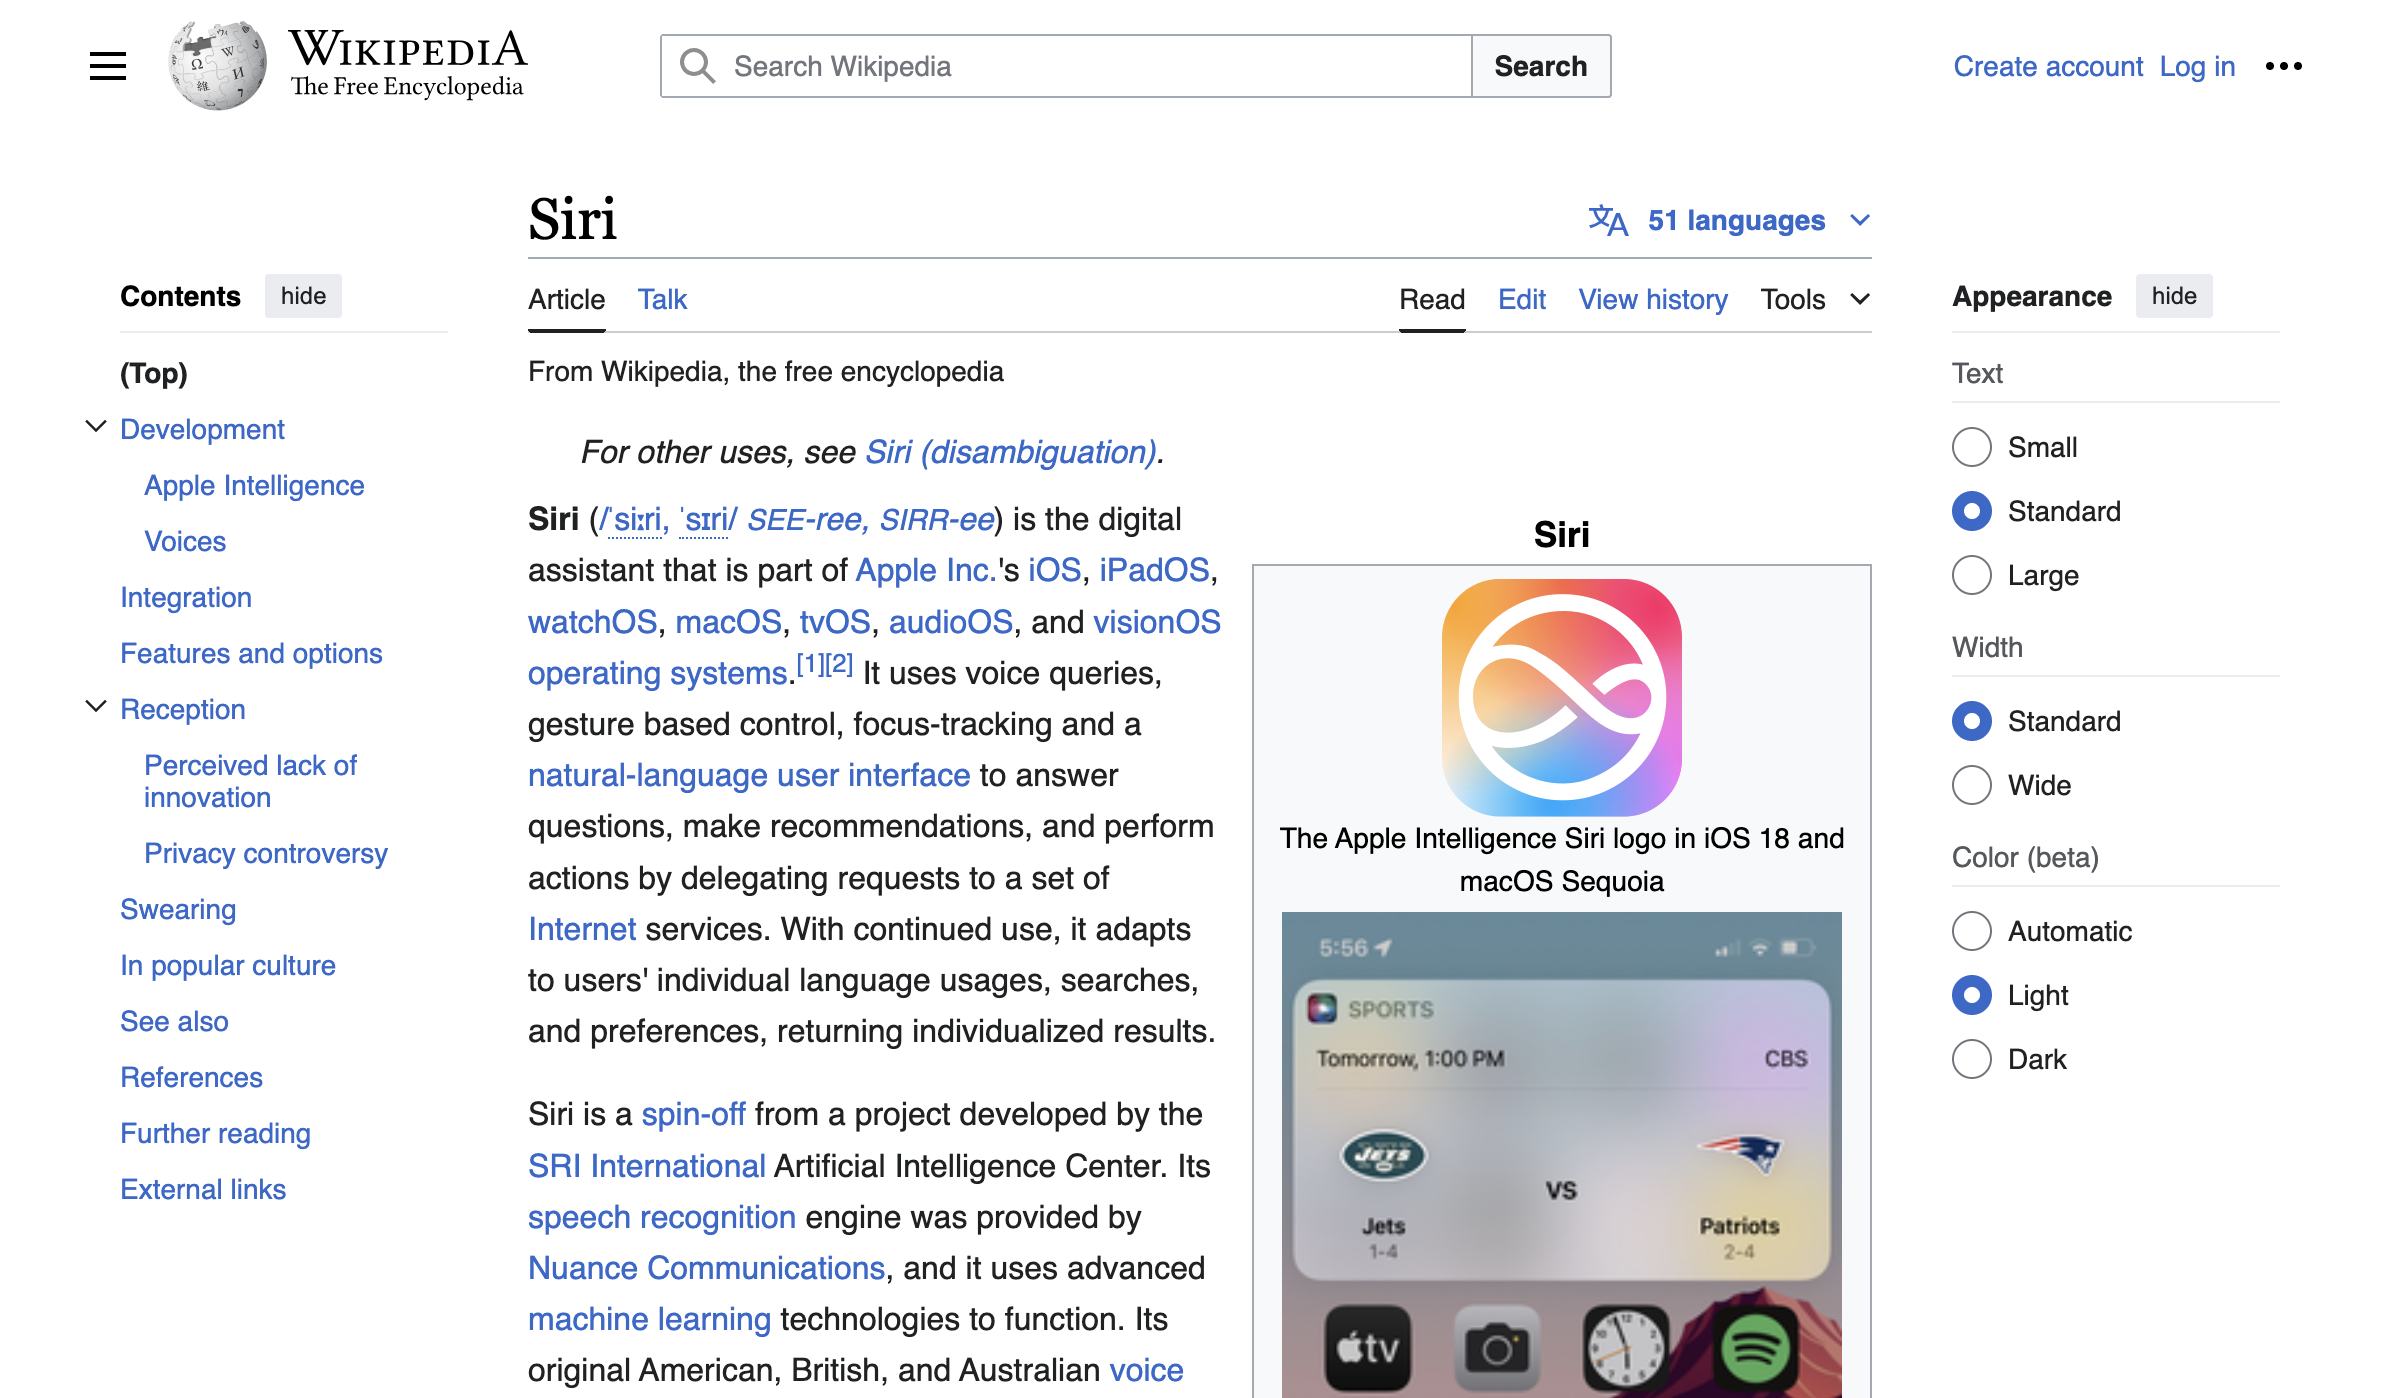 WIKIPEDIA
The Free Encyclopedia
Search Wikipedia
Search
Create account Log in
Siri
51 languages
Contents hide
(Top)
Development
Apple Intelligence
Voices
Integration
Features and options
Reception
Perceived lack of
innovation
Privacy controversy
Swearing
In popular culture
See also
References
Further reading
External links
Article Talk
Read Edit View history Tools
From Wikipedia, the free encyclopedia
For other uses, see Siri (disambiguation).
Siri (/ˈsiːri, ˈsɪri/ SEE-ree, SIRR-ee) is the digital
assistant that is part of Apple Inc.'s iOS, iPadOS,
watchOS, macOS, tvOS, audioOS, and visionOS
operating systems.[1][2] It uses voice queries,
gesture based control, focus-tracking and a
natural-language user interface to answer
questions, make recommendations, and perform
actions by delegating requests to a set of
Internet services. With continued use, it adapts
to users' individual language usages, searches,
and preferences, returning individualized results.
Siri is a spin-off from a project developed by the
SRI International Artificial Intelligence Center. Its
speech recognition engine was provided by
Nuance Communications, and it uses advanced
machine learning technologies to function. Its
original American, British, and Australian voice
Siri
The Apple Intelligence Siri logo in iOS 18 and
macOS Sequoia
5:56
SPORTS
Tomorrow, 1:00 PM CBS
JETS
VS
Jets Patriots
1-4 2-4
tv
Appearance hide
Text
Small
Standard
Large
Width
Standard
Wide
Color (beta)
Automatic
Light
Dark